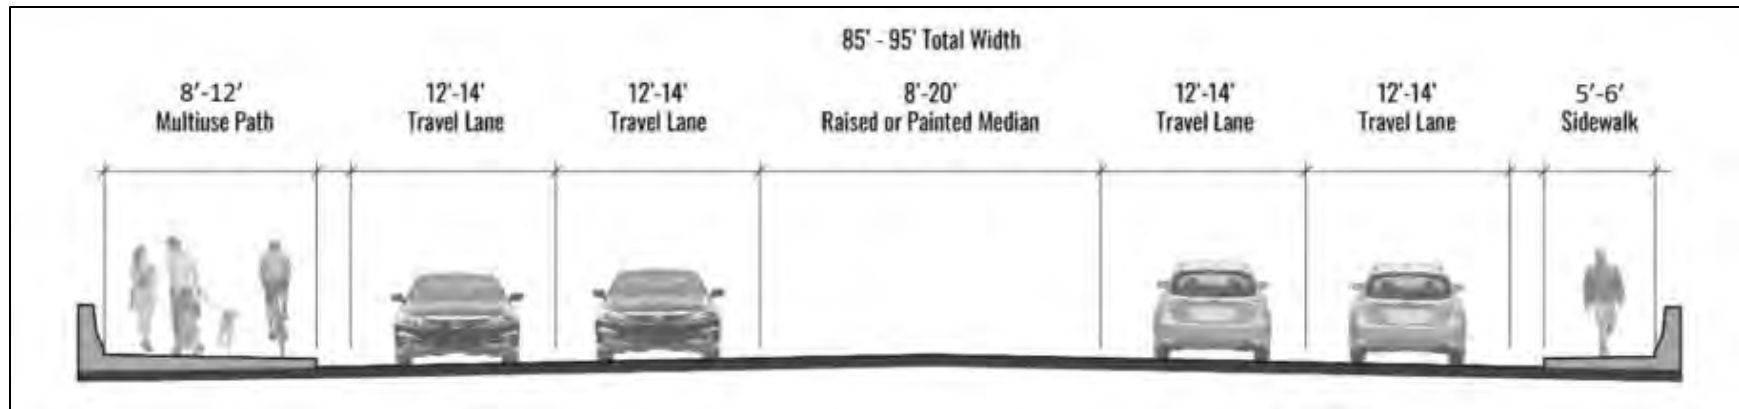 85' - 95' Total Width
8'-12'
Multiuse Path
12'-14'
Travel Lane
12'-14'
Travel Lane
8'-20'
Raised or Painted Median
12'-14'
Travel Lane
12'-14'
Travel Lane
5'-6'
Sidewalk